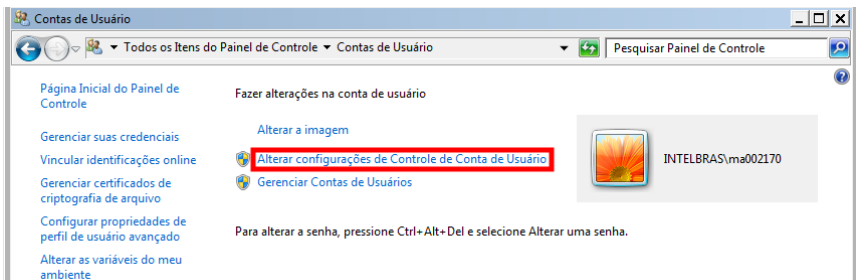 Contas de Usuário
Todos os Itens do Painel de Controle Contas de Usuário
Pesquisar Painel de Controle
Página Inicial do Painel de
Controle
Gerenciar suas credenciais
Vincular identificações online
Gerenciar certificados de
criptografia de arquivo
Configurar propriedades de
perfil de usuário avançado
Alterar as variáveis do meu
ambiente
Fazer alterações na conta de usuário
Alterar a imagem
Alterar configurações de Controle de Conta de Usuário
Gerenciar Contas de Usuários
INTELBRAS\ma002170
Para alterar a senha, pressione Ctrl+Alt+Del e selecione Alterar uma senha.